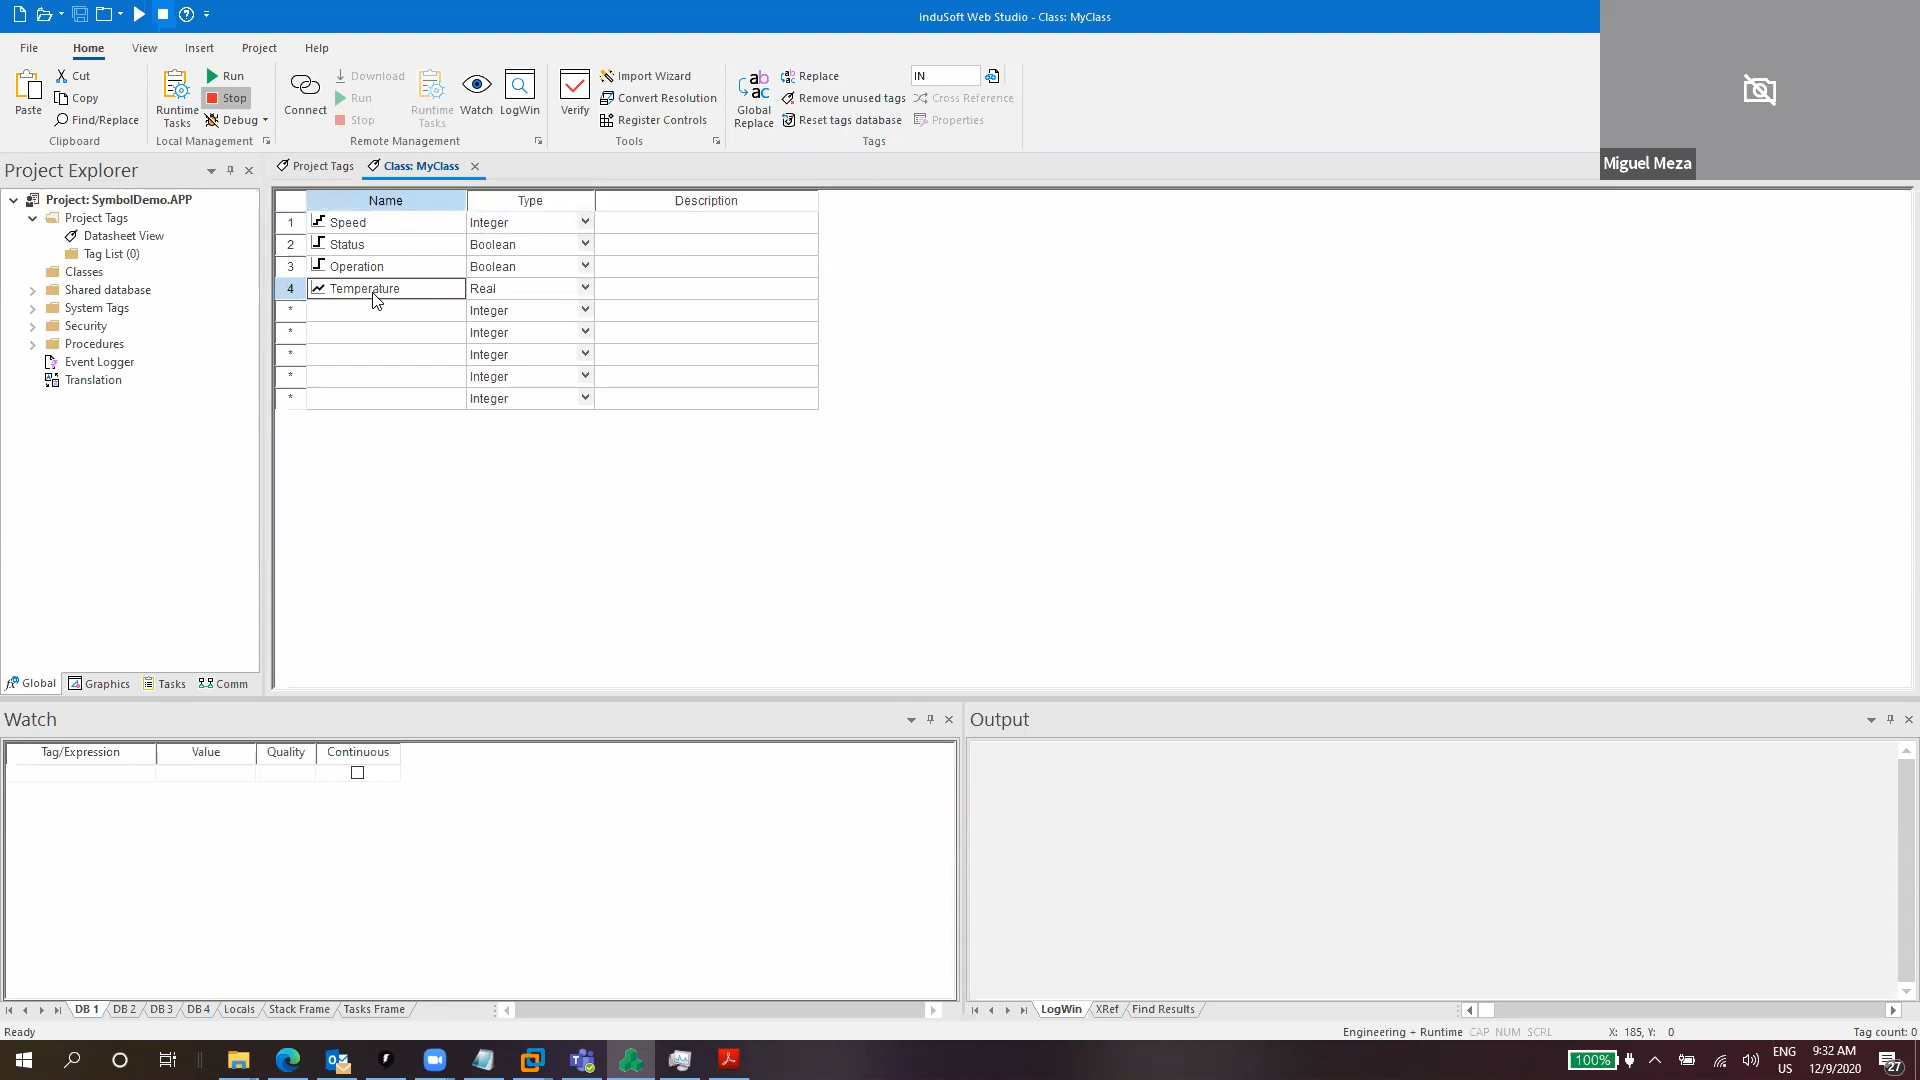 InduSoft Web Studio - Class: MyClass
File Home View Insert Project Help
Paste Cut Copy Find/Replace Clipboard
Runtime Tasks Run Stop Debug Local Management
Connect Download Run Stop Runtime Tasks Watch LogWin Remote Management
Verify Import Wizard Convert Resolution Register Controls Tools
Global Replace Replace Remove unused tags Reset tags database IN Cross Reference Properties Tags
Miguel Meza
Project Explorer
Project: SymbolDemo.APP
Project Tags
Datasheet View
Tag List (0)
Classes
Shared database
System Tags
Security
Procedures
Event Logger
Translation
Global Graphics Tasks Comm
Project Tags Class: MyClass
Name Type Description
1 Speed Integer
2 Status Boolean
3 Operation Boolean
4 Temperature Real
* Integer
* Integer
* Integer
* Integer
* Integer
Watch
Tag/Expression Value Quality Continuous
DB 1 DB 2 DB 3 DB 4 Locals Stack Frame Tasks Frame
Output
LogWin XRef Find Results
Ready
Engineering + Runtime CAP NUM SCRL X: 185, Y: 0 Tag count: 0
100% ENG US 9:32 AM 12/9/2020 27